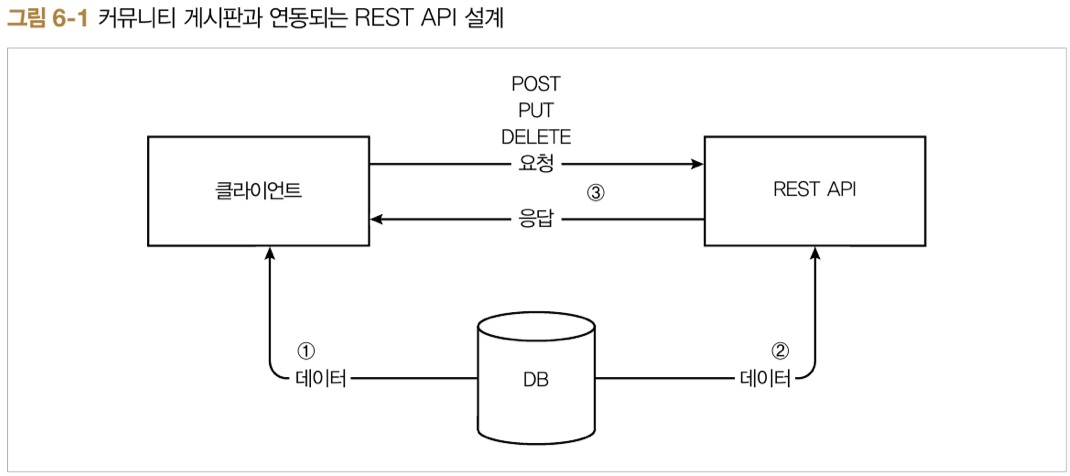 그림 6-1 커뮤니티 게시판과 연동되는 REST API 설계
POST
PUT
DELETE
요청
클라이언트
REST API
③
응답
①
②
데이터
DB
데이터